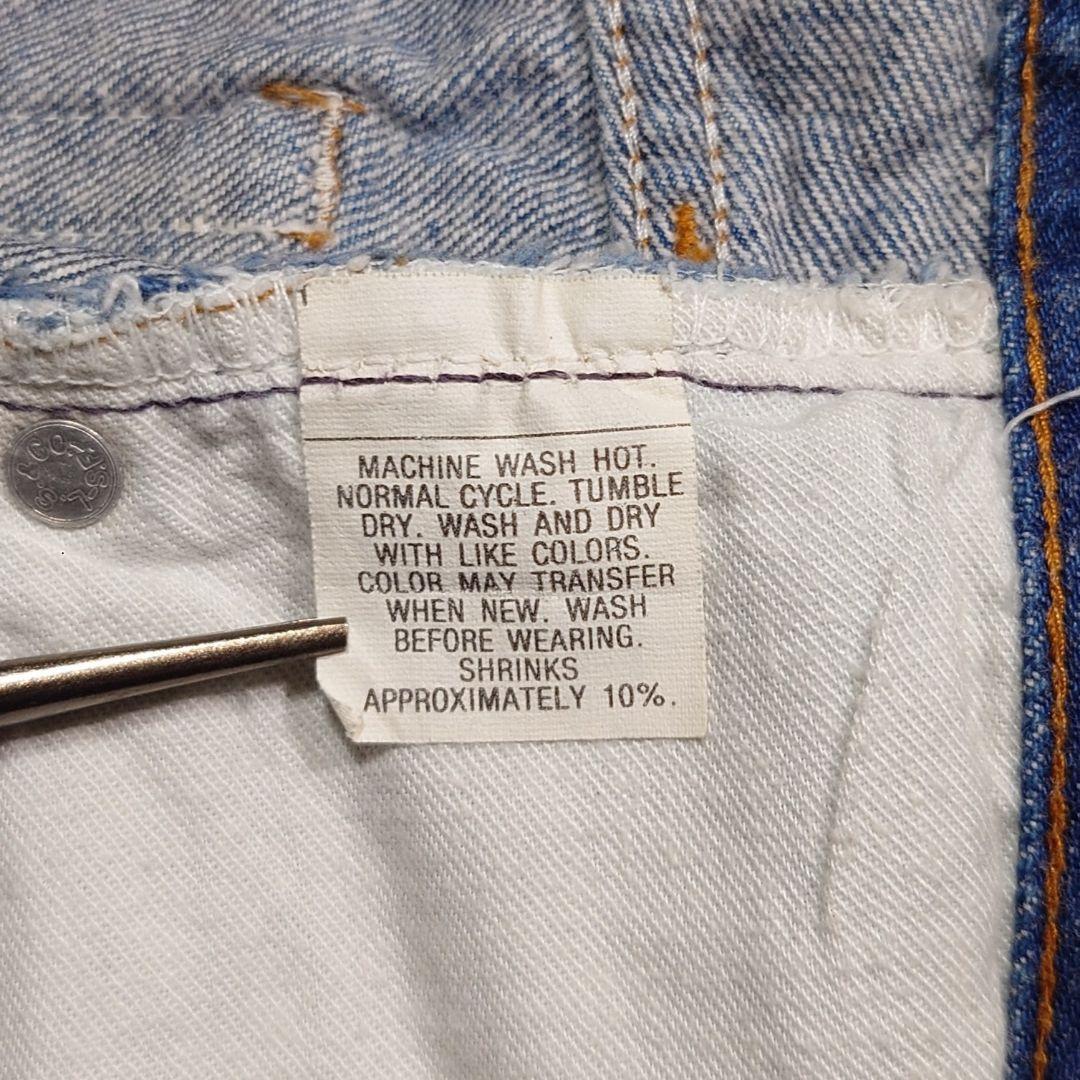 MACHINE WASH HOT.
NORMAL CYCLE. TUMBLE
DRY. WASH AND DRY
WITH LIKE COLORS.
COLOR MAY TRANSFER
WHEN NEW. WASH
BEFORE WEARING.
SHRINKS
APPROXIMATELY 10%.
& CO.